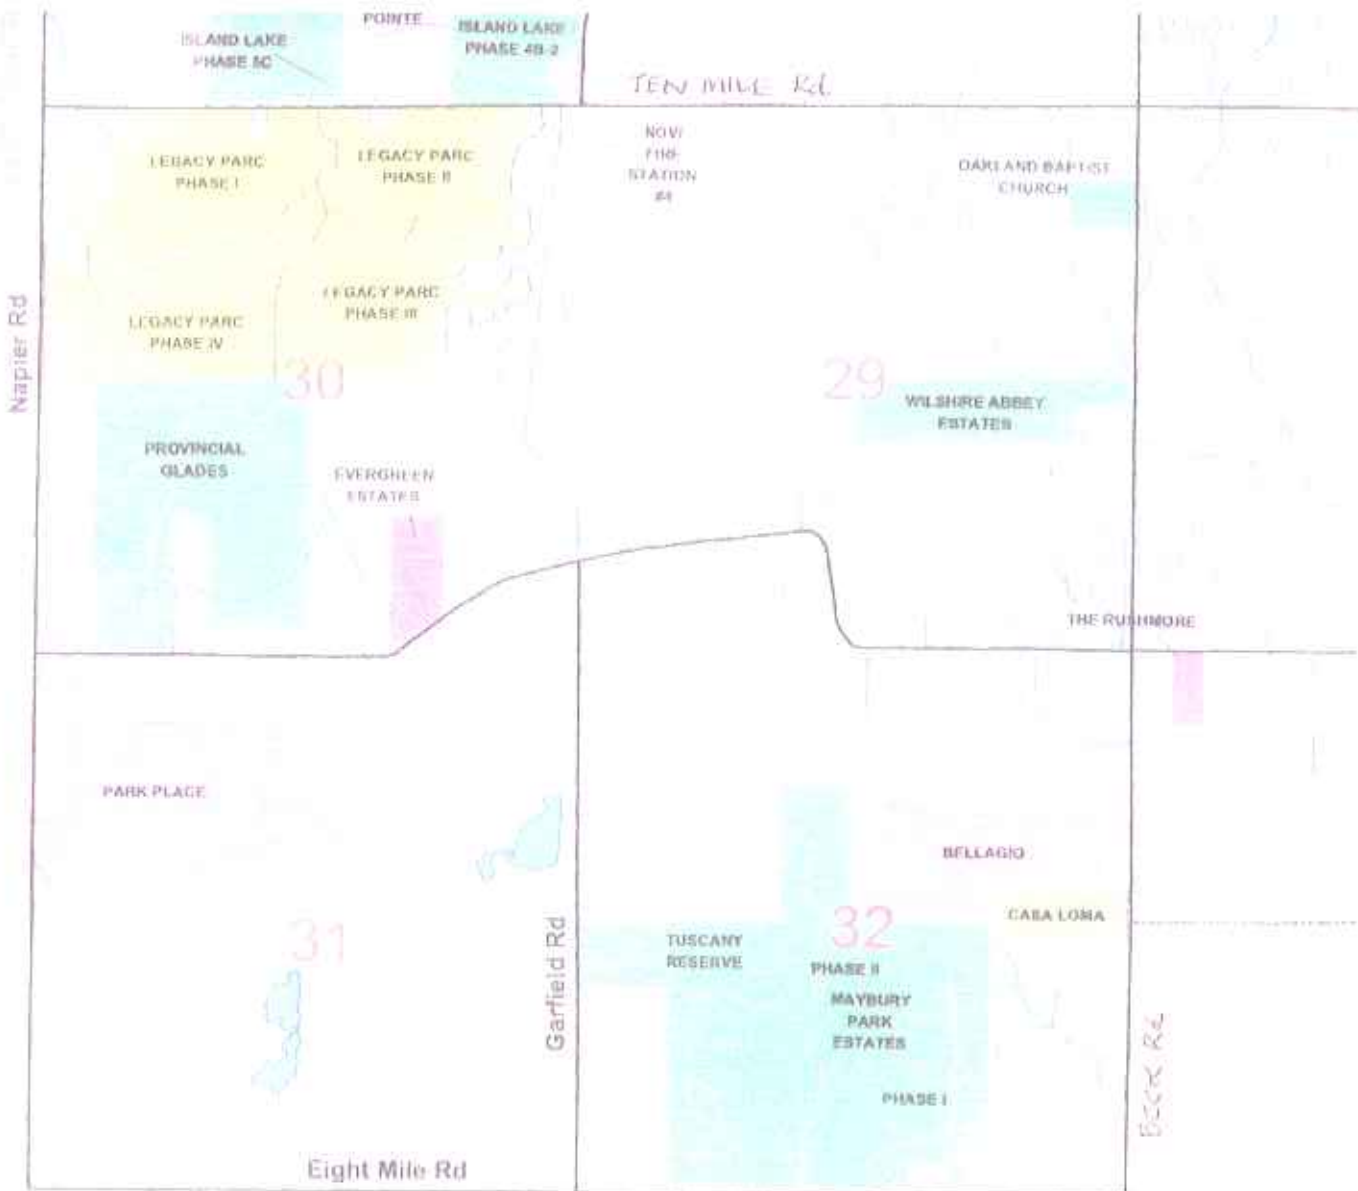 POINTE
ISLAND LAKE
PHASE 5C
ISLAND LAKE
PHASE 4B-2
TEN MILE Rd
NOVI
FIRE
STATION
#4
OAKLAND BAPTIST
CHURCH
LEGACY PARC
PHASE I
LEGACY PARC
PHASE II
LEGACY PARC
PHASE III
LEGACY PARC
PHASE IV
Napier Rd
30
29
WILSHIRE ABBEY
ESTATES
PROVINCIAL
GLADES
EVERGREEN
ESTATES
THE RUSHMORE
PARK PLACE
BELLAGIO
CASA LOMA
31
32
Garfield Rd
TUSCANY
RESERVE
PHASE II
MAYBURY
PARK
ESTATES
PHASE I
BECK Rd
Eight Mile Rd